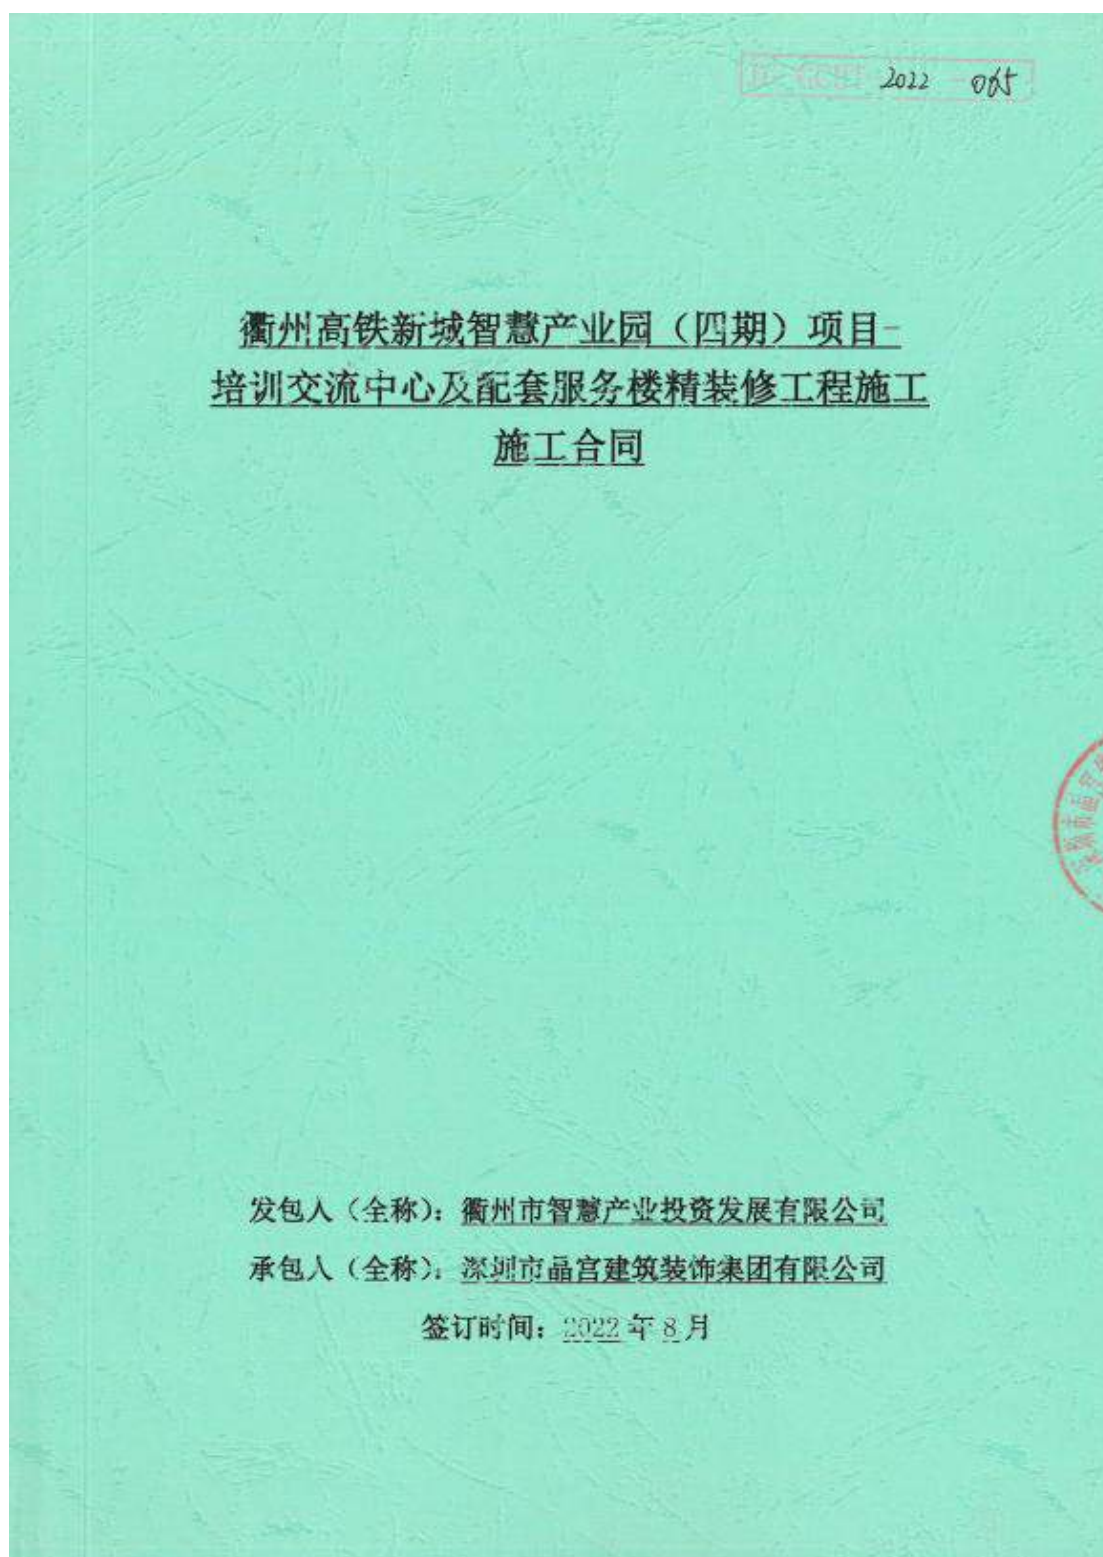 2022 -065
衢州高铁新城智慧产业园（四期）项目-
培训交流中心及配套服务楼精装修工程施工
施工合同
发包人（全称）：衢州市智慧产业投资发展有限公司
承包人（全称）：深圳市晶宫建筑装饰集团有限公司
签订时间：2022 年 8 月